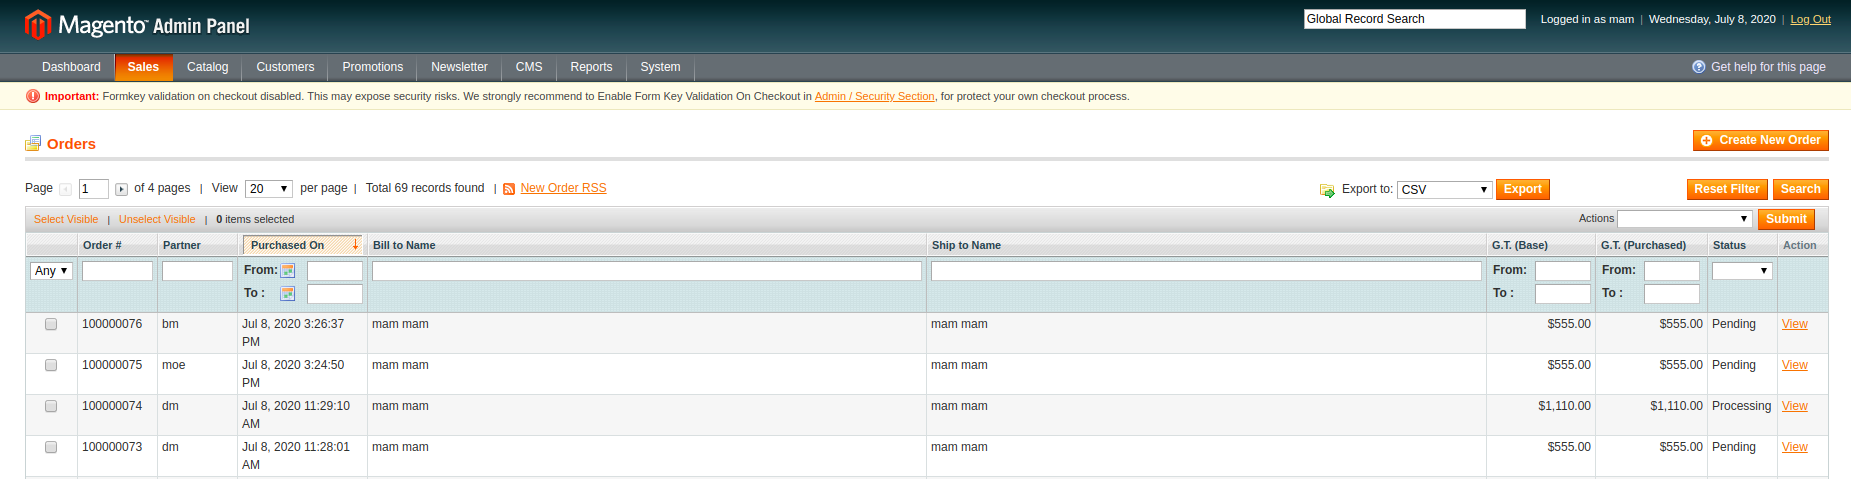 Magento™ Admin Panel
Global Record Search
Logged in as mam | Wednesday, July 8, 2020 | Log Out
Dashboard Sales Catalog Customers Promotions Newsletter CMS Reports System
Get help for this page
Important: Formkey validation on checkout disabled. This may expose security risks. We strongly recommend to Enable Form Key Validation On Checkout in Admin / Security Section, for protect your own checkout process.
Orders
Create New Order
Page 1 of 4 pages | View 20 per page | Total 69 records found | New Order RSS
Export to: CSV Export
Reset Filter Search
Select Visible | Unselect Visible | 0 items selected
Actions Submit
Order # Partner Purchased On Bill to Name Ship to Name G.T. (Base) G.T. (Purchased) Status Action
Any From: From: From:
To : To : To :
100000076 bm Jul 8, 2020 3:26:37 mam mam mam mam $555.00 $555.00 Pending View
PM
100000075 moe Jul 8, 2020 3:24:50 mam mam mam mam $555.00 $555.00 Pending View
PM
100000074 dm Jul 8, 2020 11:29:10 mam mam mam mam $1,110.00 $1,110.00 Processing View
AM
100000073 dm Jul 8, 2020 11:28:01 mam mam mam mam $555.00 $555.00 Pending View
AM